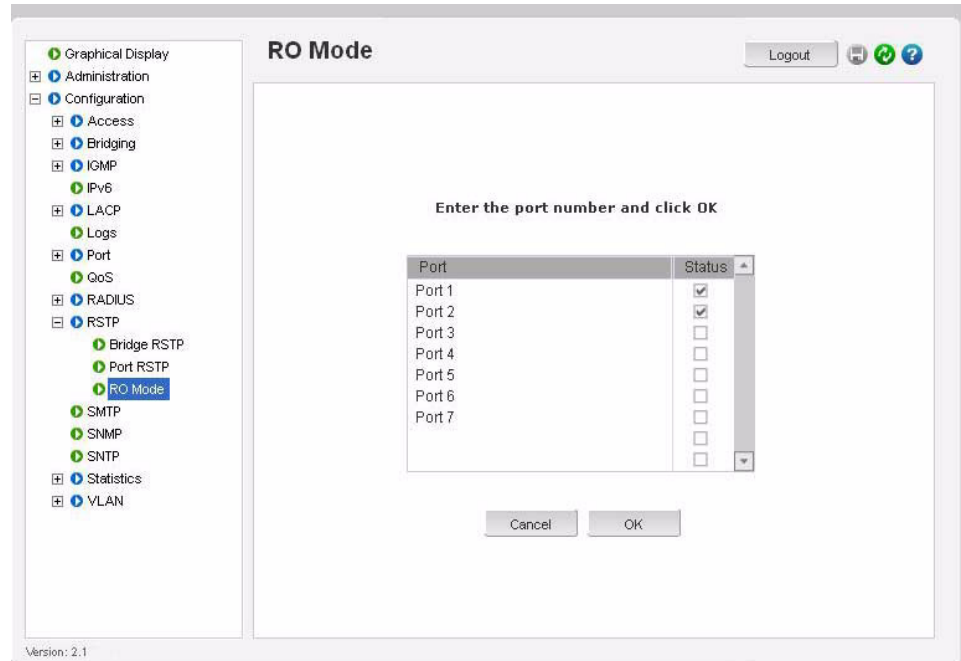 RO Mode
Logout
Graphical Display
Administration
Configuration
Access
Bridging
IGMP
IPv6
LACP
Logs
Port
QoS
RADIUS
RSTP
Bridge RSTP
Port RSTP
RO Mode
SMTP
SNMP
SNTP
Statistics
VLAN
Enter the port number and click OK
Port Status
Port 1
Port 2
Port 3
Port 4
Port 5
Port 6
Port 7
Cancel OK
Version: 2.1